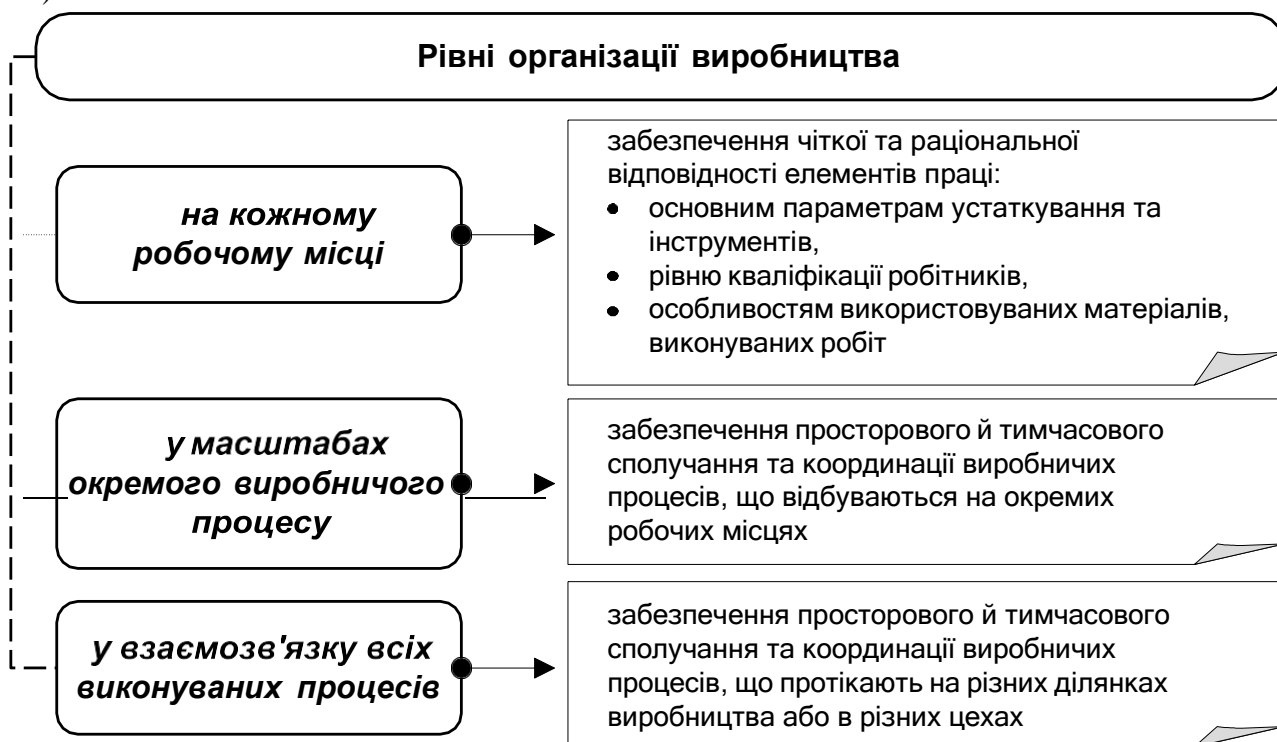 )
Рівні організації виробництва
на кожному
робочому місці
забезпечення чіткої та раціональної
відповідності елементів праці:
• основним параметрам устаткування та
інструментів,
• рівню кваліфікації робітників,
• особливостям використовуваних матеріалів,
виконуваних робіт
у масштабах
окремого виробничого
процесу
забезпечення просторового й тимчасового
сполучання та координації виробничих
процесів, що відбуваються на окремих
робочих місцях
у взаємозв'язку всіх
виконуваних процесів
забезпечення просторового й тимчасового
сполучання та координації виробничих
процесів, що протікають на різних ділянках
виробництва або в різних цехах